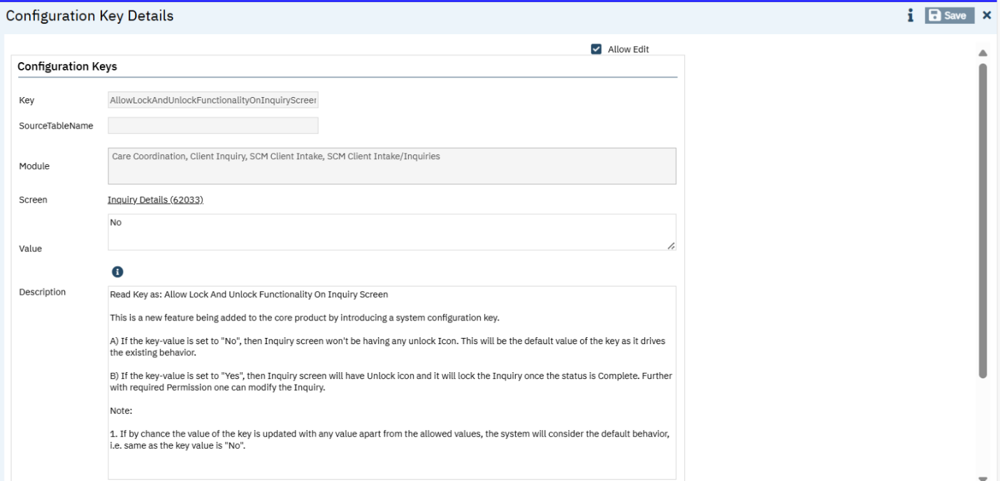 Configuration Key Details
Save
Allow Edit
Configuration Keys
Key
AllowLockAndUnlockFunctionalityOnInquiryScreen
SourceTableName
Module
Care Coordination, Client Inquiry, SCM Client Intake, SCM Client Intake/Inquiries
Screen
Inquiry Details (62033)
Value
No
Description
Read Key as: Allow Lock And Unlock Functionality On Inquiry Screen
This is a new feature being added to the core product by introducing a system configuration key.
A) If the key-value is set to "No", then Inquiry screen won't be having any unlock Icon. This will be the default value of the key as it drives
the existing behavior.
B) If the key-value is set to "Yes", then Inquiry screen will have Unlock icon and it will lock the Inquiry once the status is Complete. Further
with required Permission one can modify the Inquiry.
Note:
1. If by chance the value of the key is updated with any value apart from the allowed values, the system will consider the default behavior,
i.e. same as the key value is "No".